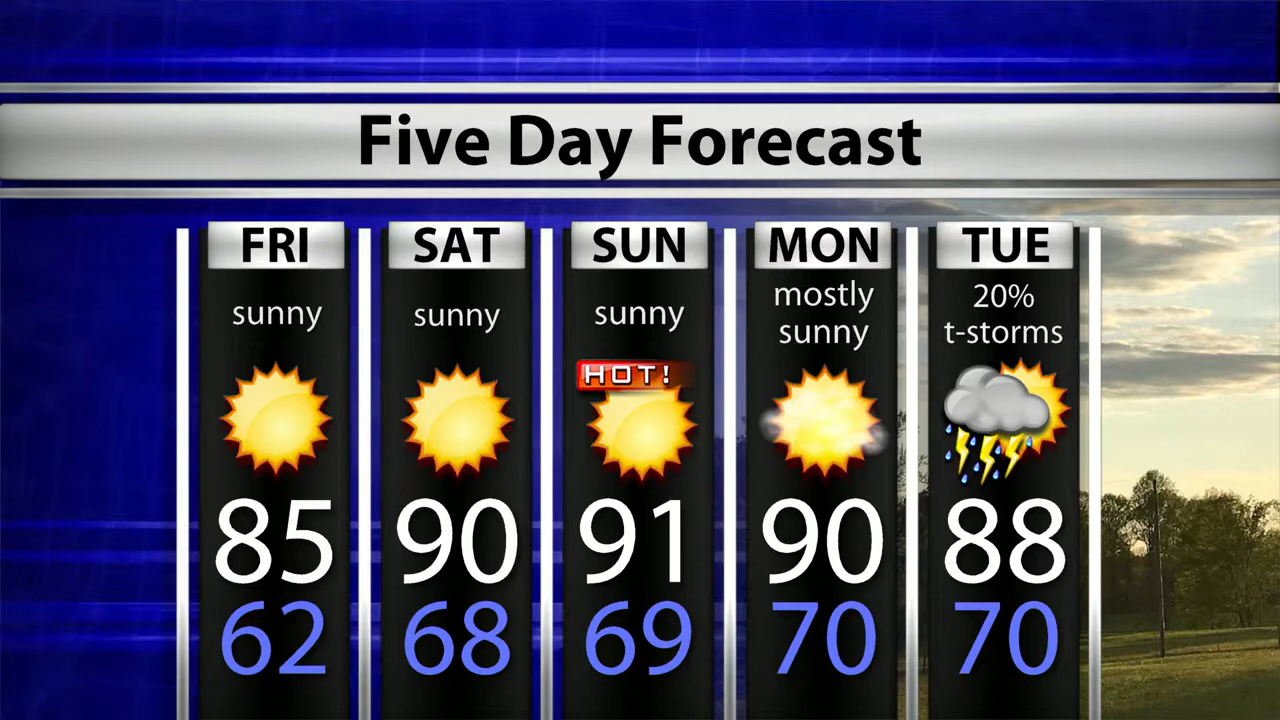 Five Day Forecast
FRI
sunny
85
62
SAT
sunny
90
68
SUN
sunny
HOT!
91
69
MON
mostly
sunny
90
70
TUE
20%
t-storms
88
70